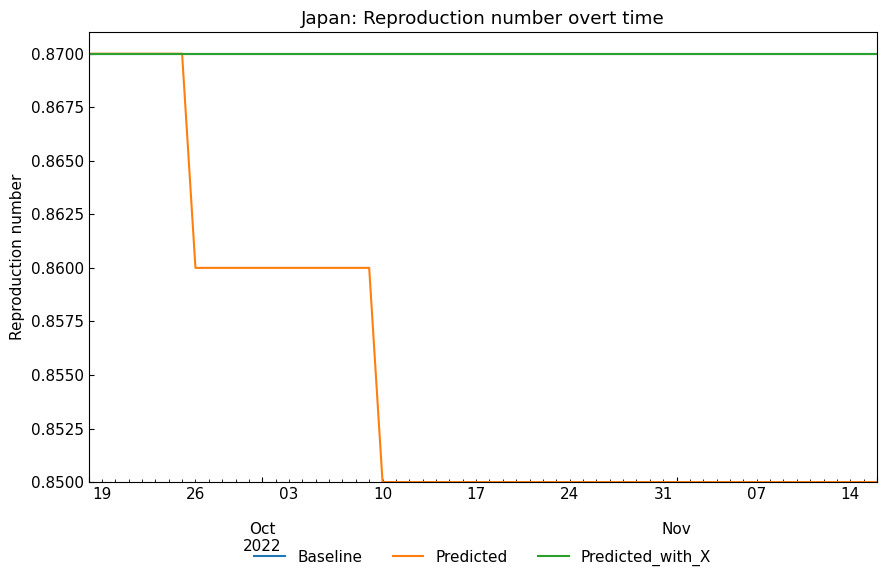 Japan: Reproduction number overt time
Reproduction number
0.8700
0.8675
0.8650
0.8625
0.8600
0.8575
0.8550
0.8525
0.8500
19 26 03 10 17 24 31 07 14
Oct Nov
2022
Baseline Predicted Predicted_with_X